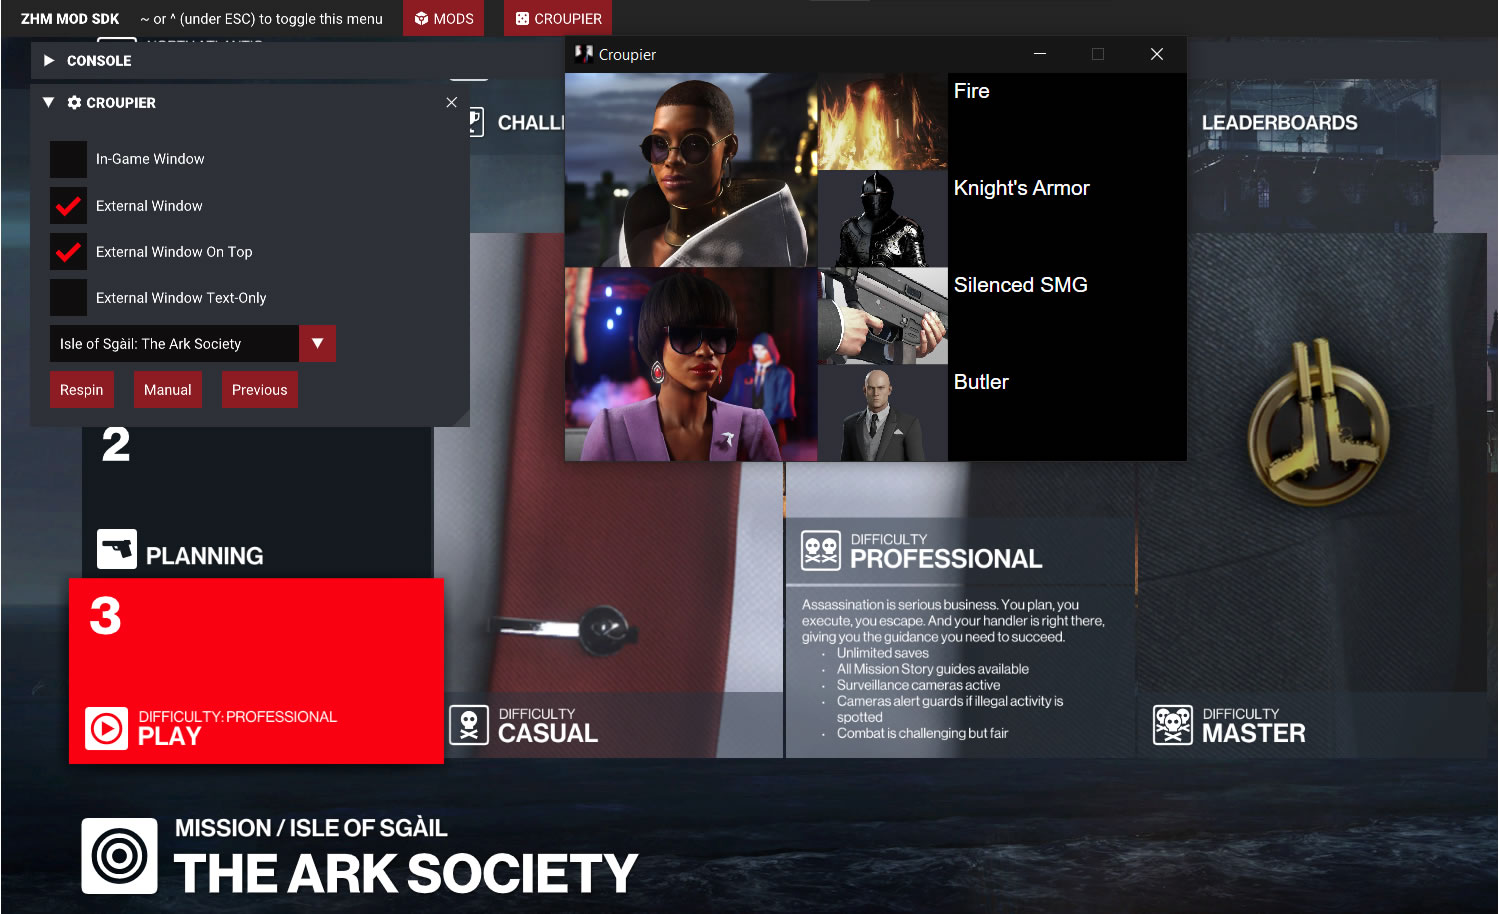 ZHM MOD SDK
~ or ^ (under ESC) to toggle this menu
MODS
CROUPIER
CONSOLE
CROUPIER
In-Game Window
External Window
External Window On Top
External Window Text-Only
Isle of Sgàil: The Ark Society
Respin
Manual
Previous
Croupier
Fire
Knight's Armor
Silenced SMG
Butler
LEADERBOARDS
2
PLANNING
3
DIFFICULTY: PROFESSIONAL
PLAY
DIFFICULTY
CASUAL
DIFFICULTY
PROFESSIONAL
Assassination is serious business. You plan, you
execute, you escape. And your handler is right there,
giving you the guidance you need to succeed.
· Unlimited saves
· All Mission Story guides available
· Surveillance cameras active
· Cameras alert guards if illegal activity is
spotted
· Combat is challenging but fair
DIFFICULTY
MASTER
MISSION / ISLE OF SGÀIL
THE ARK SOCIETY